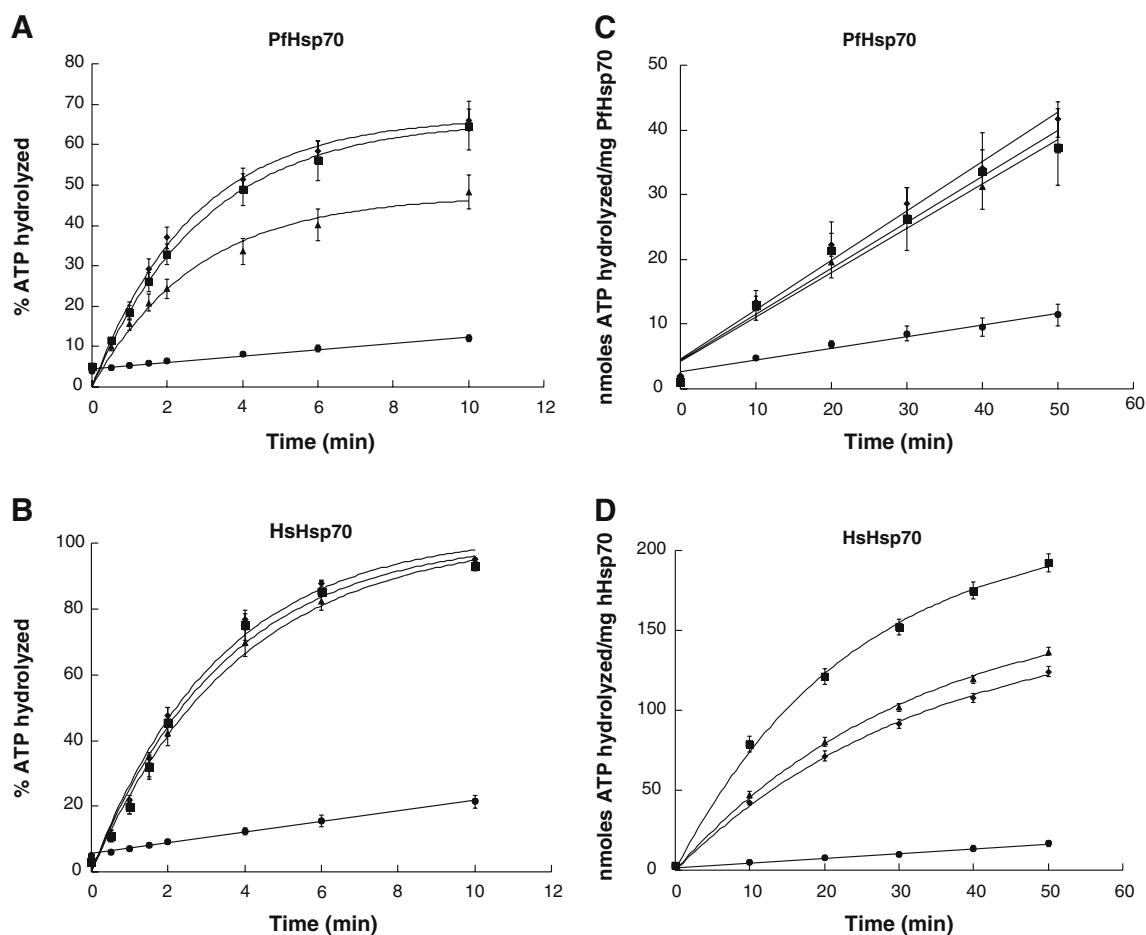 A
PfHsp70
% ATP hydrolyzed
80
70
60
50
40
30
20
10
0
0 2 4 6 8 10 12
Time (min)
B
HsHsp70
% ATP hydrolyzed
100
80
60
40
20
0
0 2 4 6 8 10 12
Time (min)
C
PfHsp70
nmoles ATP hydrolyzed/mg PfHsp70
50
40
30
20
10
0
0 10 20 30 40 50 60
Time (min)
D
HsHsp70
nmoles ATP hydrolyzed/mg hHsp70
200
150
100
50
0
0 10 20 30 40 50 60
Time (min)